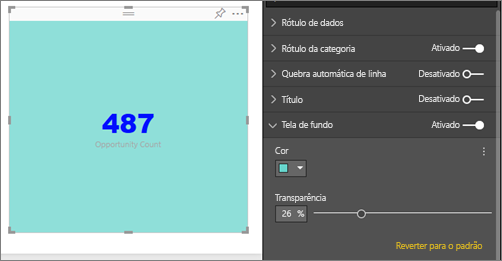 487
Opportunity Count
Rótulo de dados
Rótulo da categoria Ativado
Quebra automática de linha Desativado
Título Desativado
Tela de fundo Ativado
Cor
Transparência
26 %
Reverter para o padrão